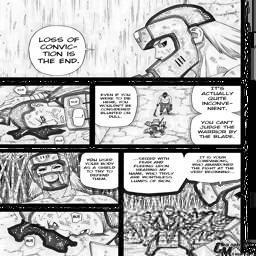 LOSS OF
CONVIC-
TION IS
THE END.
IT'S
ACTUALLY
QUITE
INCONVE-
NIENT.
YOU CAN'T
JUDGE THE
WARRIOR BY
THE BLADE.
EVEN IF YOU
WERE TO BE
HERE, YOU
WOULDN'T BE
CONSIDERED
BLUNTED OR
DULL.
IT IS YOUR
COMPANIONS,
WHO ABANDONED
THE FIGHT AT THE
VERY BEGINNING...
...SEIZED WITH
FEAR AND
FLEEING UPON
HEARING MY
NAME, WHO TRULY
ARE WORTHLESS
LUMPS OF SKIN.
YOU USED
YOUR BODY
AS A SHIELD
TO TRY TO
DEFEND
THEM.